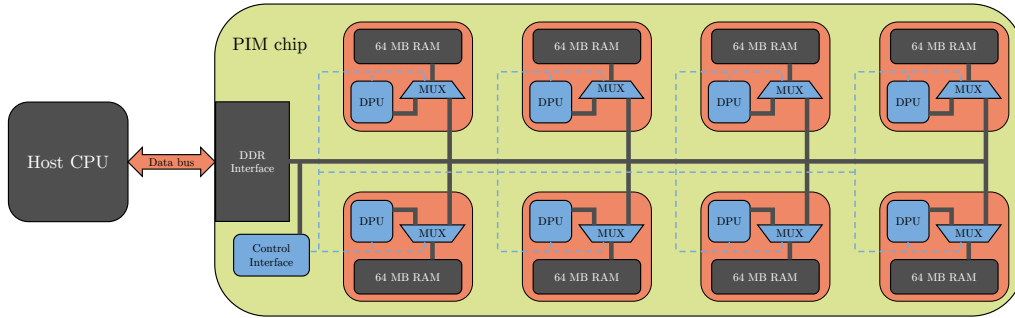 PIM chip
64 MB RAM
64 MB RAM
64 MB RAM
64 MB RAM
MUX
MUX
MUX
MUX
DPU
DPU
DPU
DPU
Host CPU
Data bus
DDR
Interface
DPU
DPU
DPU
DPU
MUX
MUX
MUX
MUX
Control
Interface
64 MB RAM
64 MB RAM
64 MB RAM
64 MB RAM